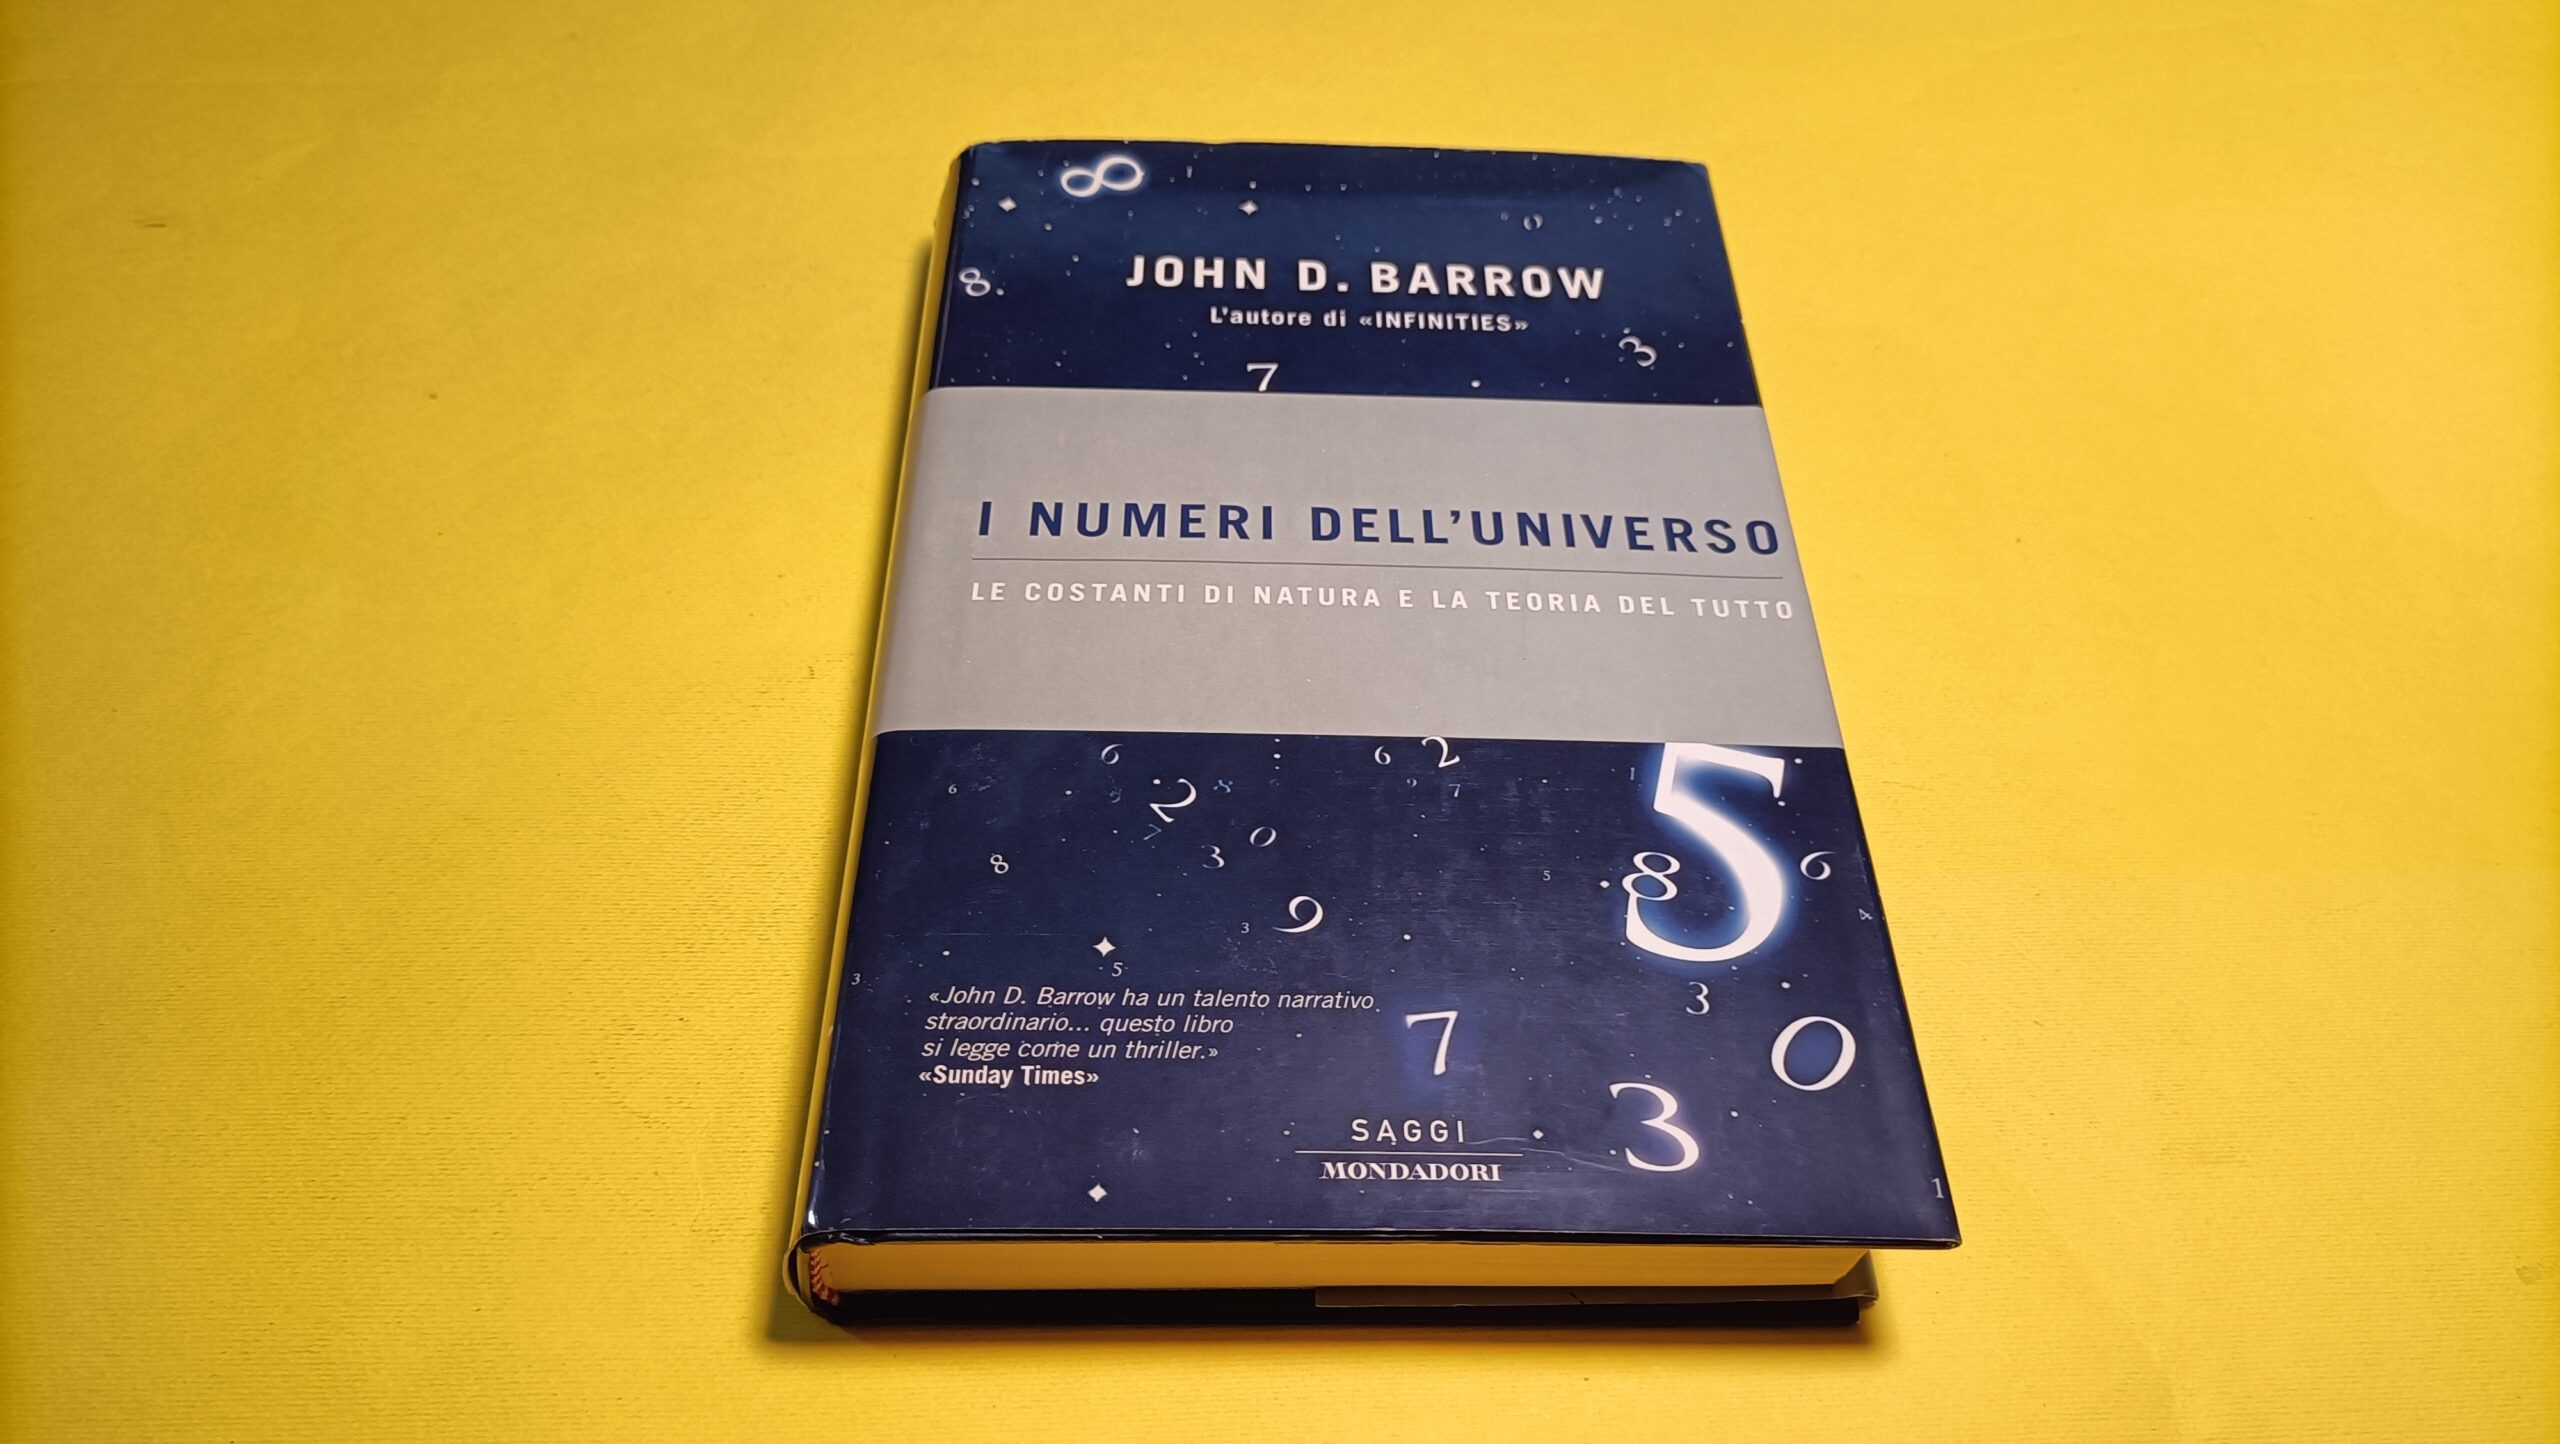 JOHN D. BARROW
L'autore di «INFINITIES»
I NUMERI DELL'UNIVERSO
LE COSTANTI DI NATURA E LA TEORIA DEL TUTTO
«John D. Barrow ha un talento narrativo
straordinario... questo libro
si legge come un thriller.»
«Sunday Times»
SAGGI
MONDADORI